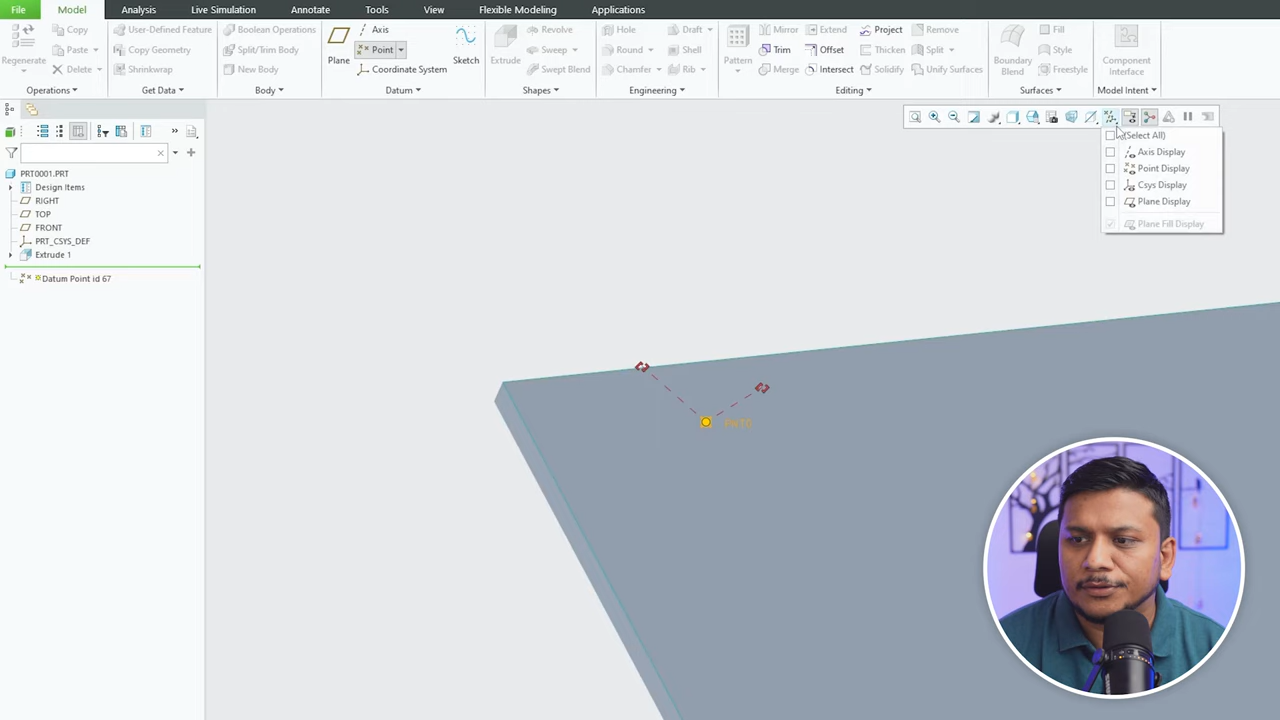 File Model Analysis Live Simulation Annotate Tools View Flexible Modeling Applications
Regenerate
Copy
Paste
Delete
Operations
User-Defined Feature
Copy Geometry
Shrinkwrap
Get Data
Boolean Operations
Split/Trim Body
New Body
Body
Plane
Axis
Point
Coordinate System
Sketch
Datum
Extrude
Revolve
Sweep
Swept Blend
Shapes
Hole
Round
Chamfer
Draft
Shell
Rib
Engineering
Pattern
Mirror
Trim
Merge
Extend
Offset
Intersect
Project
Thicken
Solidify
Remove
Split
Unify Surfaces
Editing
Boundary
Blend
Fill
Style
Freestyle
Surfaces
Component
Interface
Model Intent
(Select All)
Axis Display
Point Display
Csys Display
Plane Display
Plane Fill Display
PRT0001.PRT
Design Items
RIGHT
TOP
FRONT
PRT_CSYS_DEF
Extrude 1
Datum Point id 67
PNT0